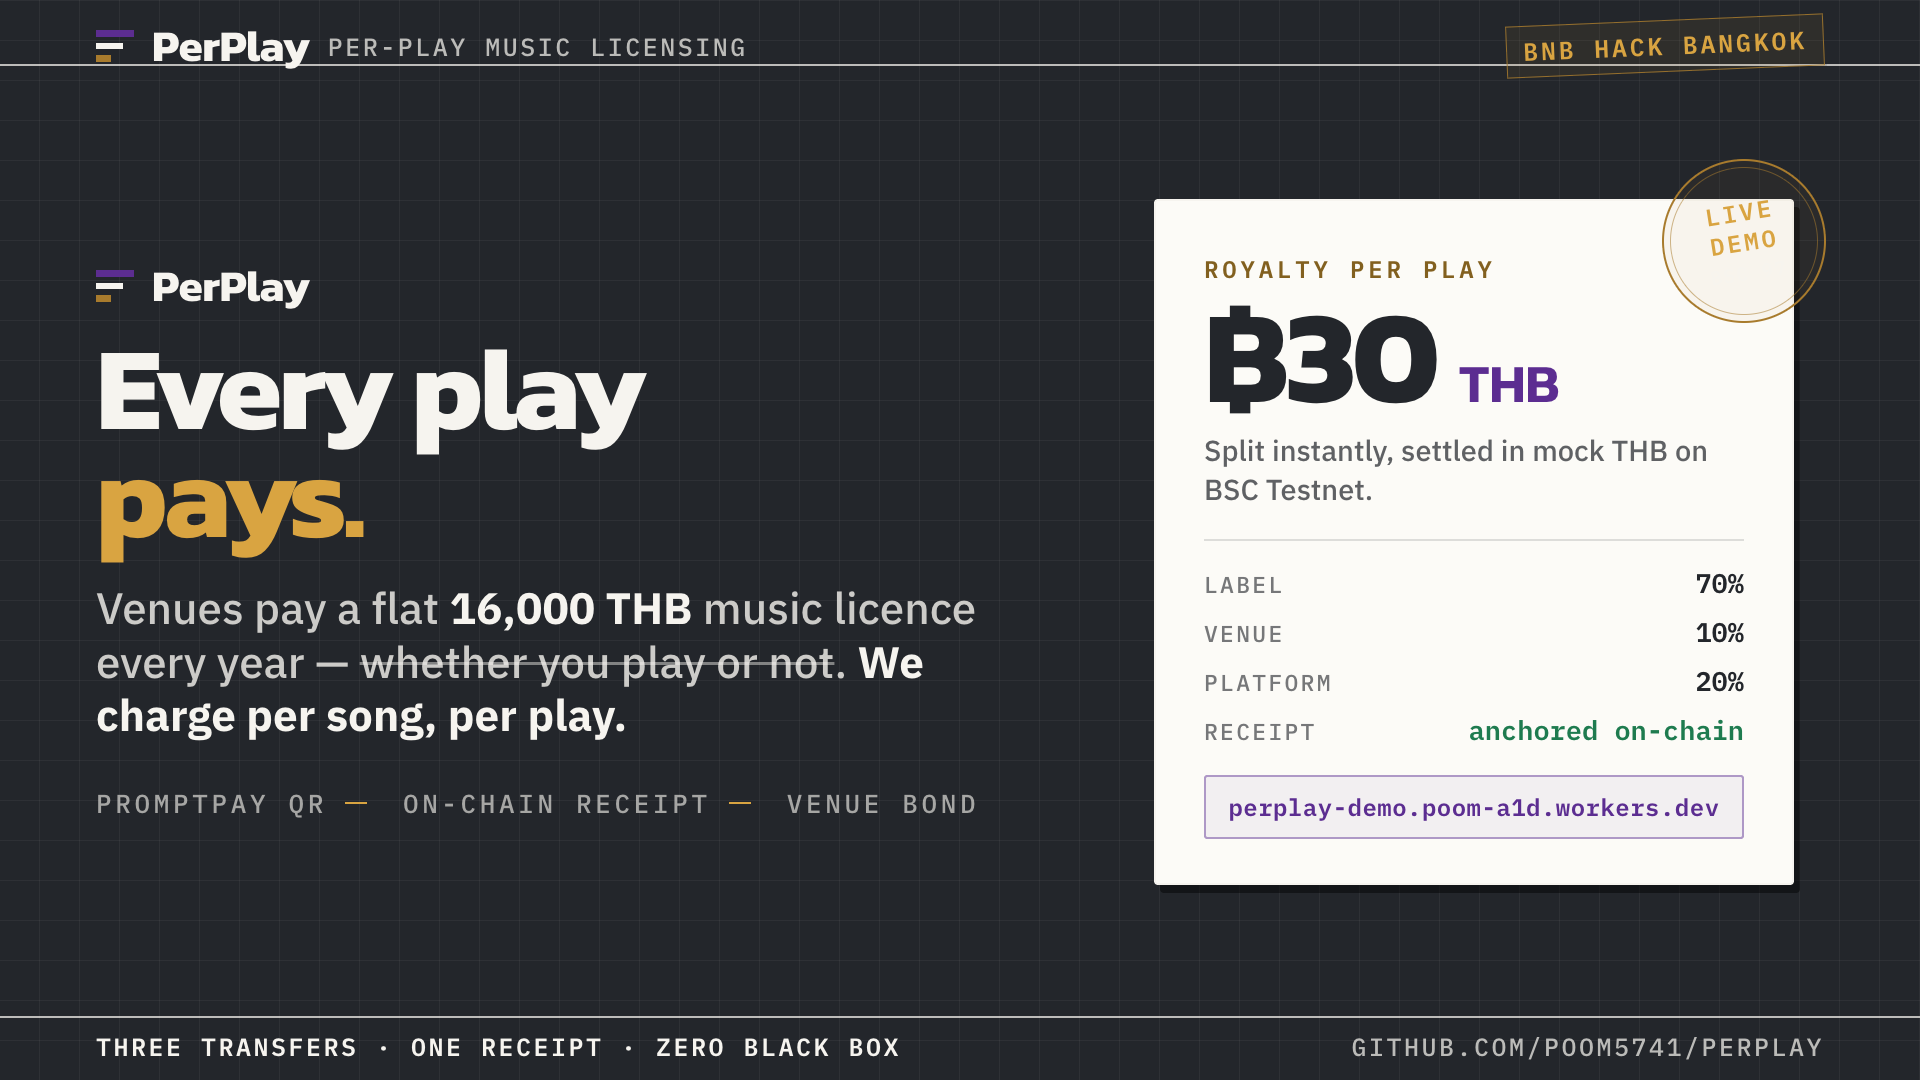 PerPlay PER-PLAY MUSIC LICENSING
BNB HACK BANGKOK
PerPlay
Every play
pays.
Venues pay a flat 16,000 THB music licence
every year — whether you play or not. We
charge per song, per play.
PROMPTPAY QR — ON-CHAIN RECEIPT — VENUE BOND
LIVE
DEMO
ROYALTY PER PLAY
฿30 THB
Split instantly, settled in mock THB on
BSC Testnet.
LABEL 70%
VENUE 10%
PLATFORM 20%
RECEIPT anchored on-chain
perplay-demo.poom-a1d.workers.dev
THREE TRANSFERS · ONE RECEIPT · ZERO BLACK BOX
GITHUB.COM/POOM5741/PERPLAY